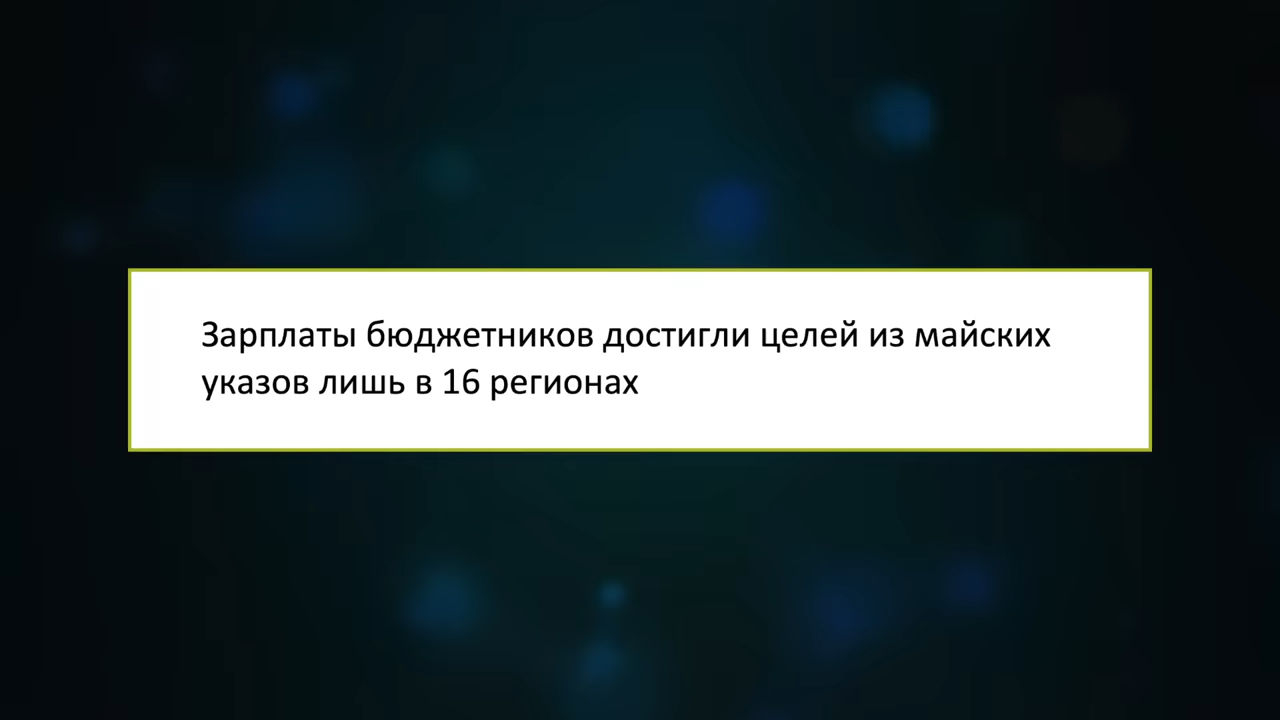 Зарплаты бюджетников достигли целей из майских
указов лишь в 16 регионах